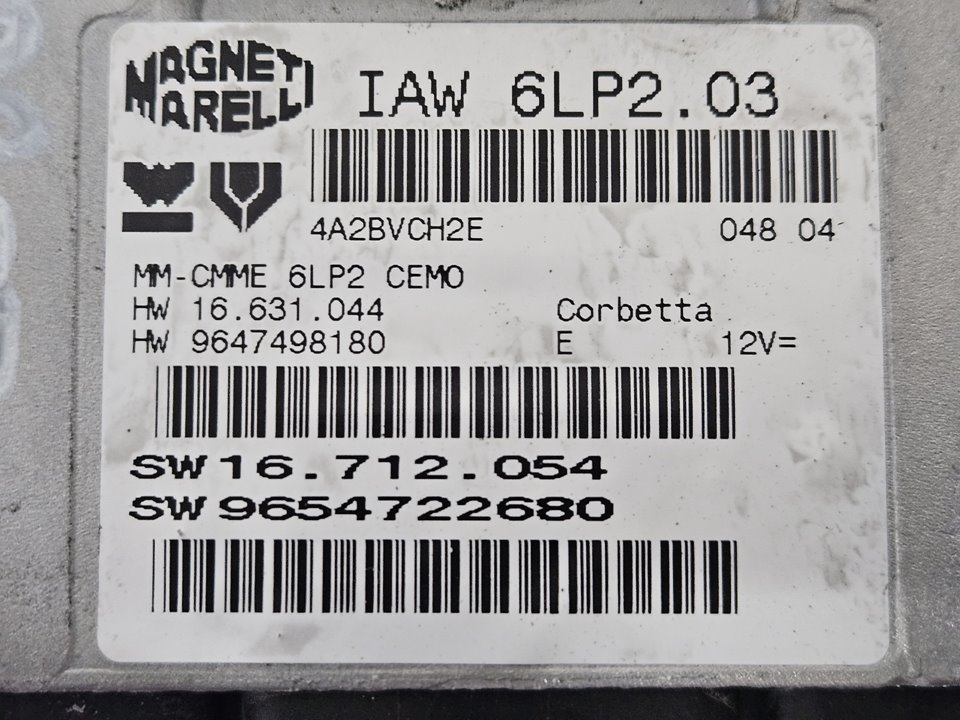 MAGNETI
MARELLI
IAW 6LP2.03
4A2BVCH2E 048 04
MM-CMME 6LP2 CEMO
HW 16.631.044 Corbetta
HW 9647498180 E 12V=
SW 16.712.054
SW 9654722680